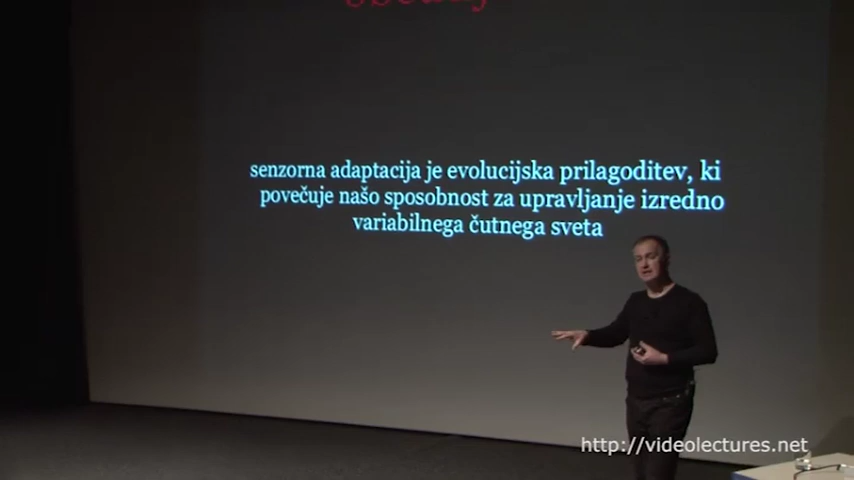 senzorna adaptacija je evolucijska prilagoditev, ki
povečuje našo sposobnost za upravljanje izredno
variabilnega čutnega sveta
http://videolectures.net